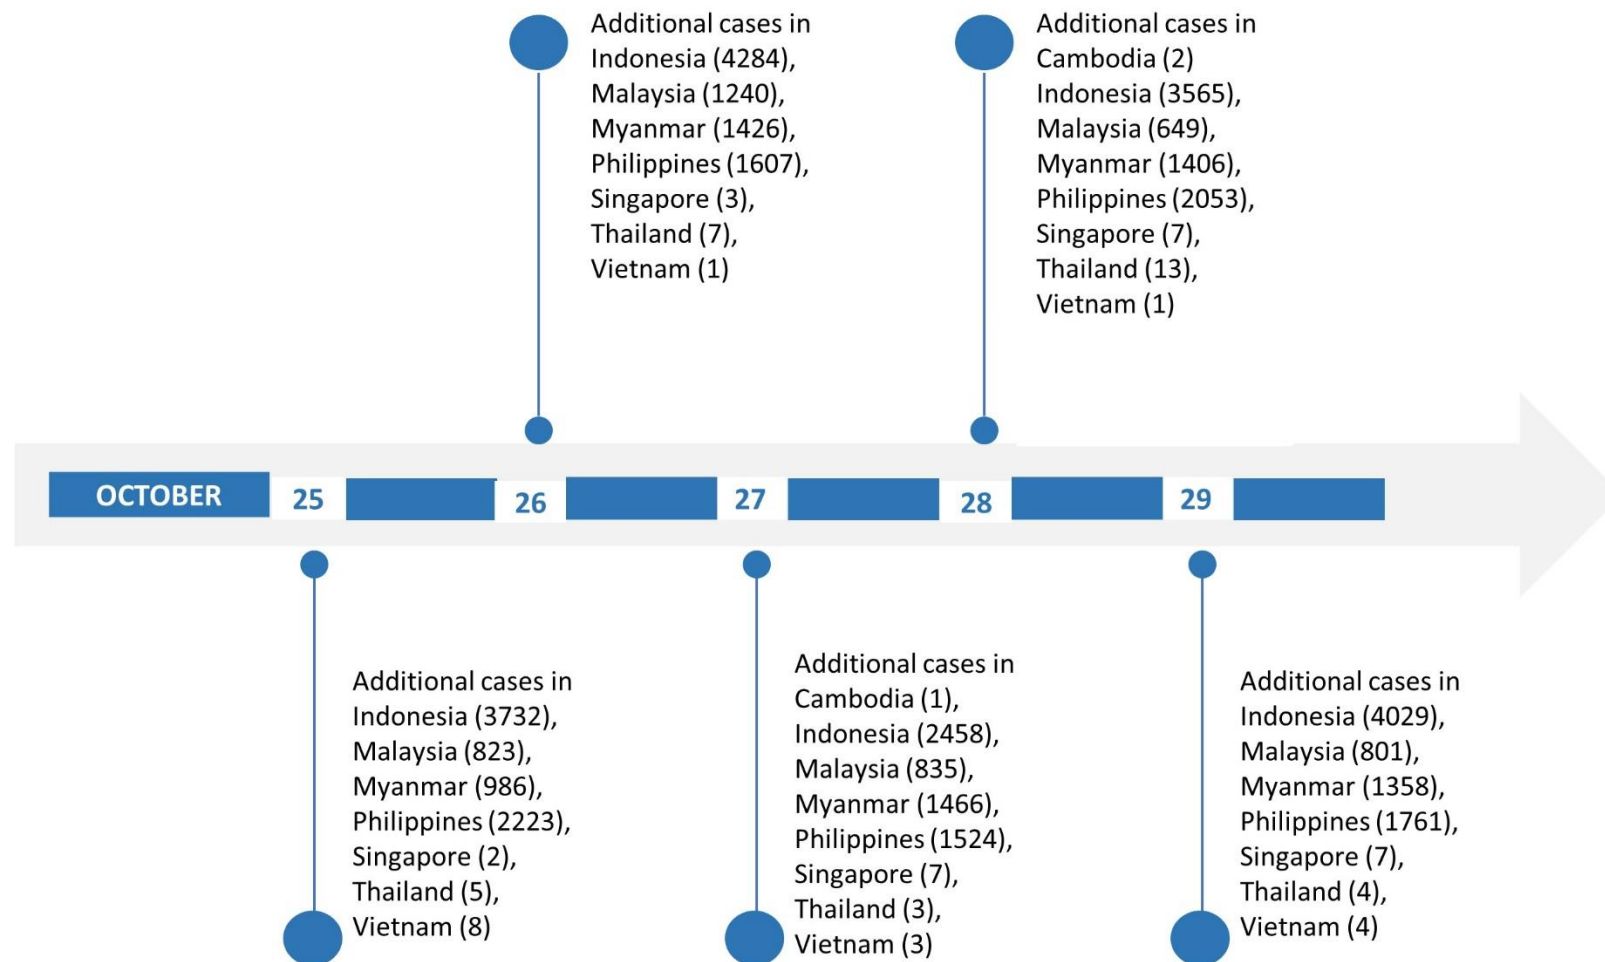 Additional cases in
Indonesia (4284),
Malaysia (1240),
Myanmar (1426),
Philippines (1607),
Singapore (3),
Thailand (7),
Vietnam (1)
Additional cases in
Cambodia (2)
Indonesia (3565),
Malaysia (649),
Myanmar (1406),
Philippines (2053),
Singapore (7),
Thailand (13),
Vietnam (1)
OCTOBER 25 26 27 28 29
Additional cases in
Indonesia (3732),
Malaysia (823),
Myanmar (986),
Philippines (2223),
Singapore (2),
Thailand (5),
Vietnam (8)
Additional cases in
Cambodia (1),
Indonesia (2458),
Malaysia (835),
Myanmar (1466),
Philippines (1524),
Singapore (7),
Thailand (3),
Vietnam (3)
Additional cases in
Indonesia (4029),
Malaysia (801),
Myanmar (1358),
Philippines (1761),
Singapore (7),
Thailand (4),
Vietnam (4)